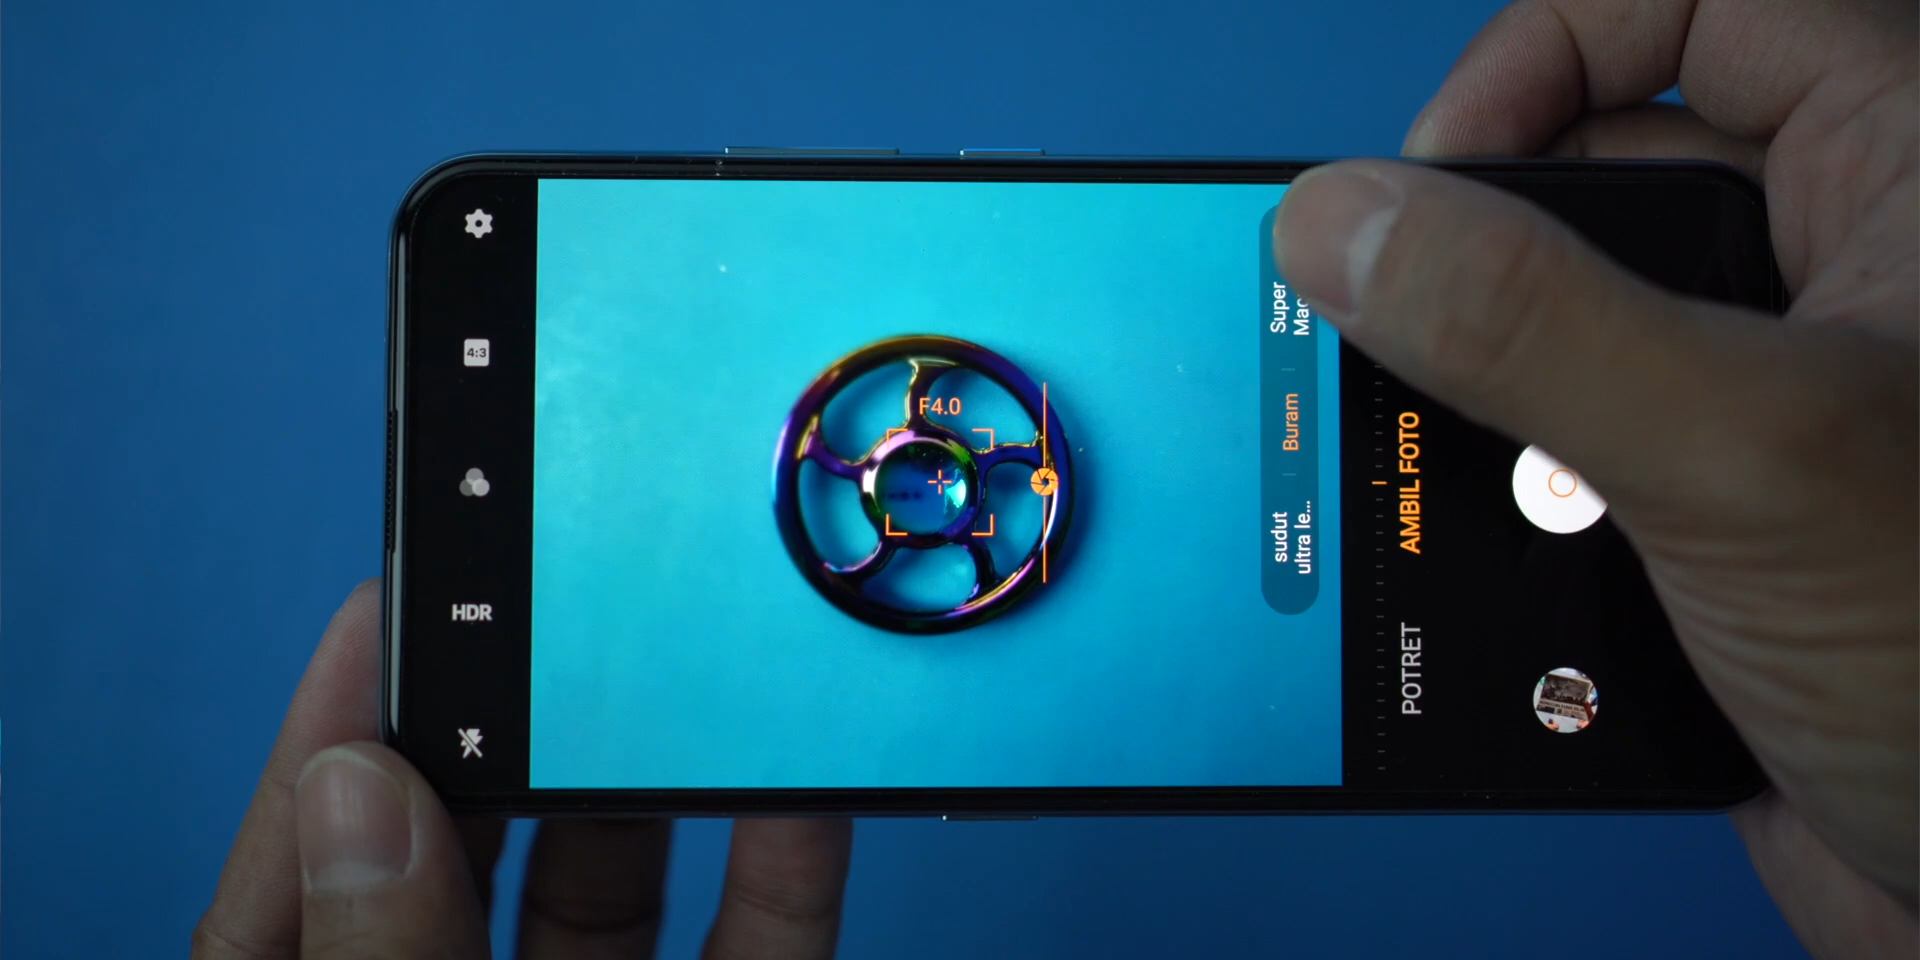 4:3
HDR
F4.0
Super
Buram
sudut
ultra le...
AMBIL FOTO
POTRET